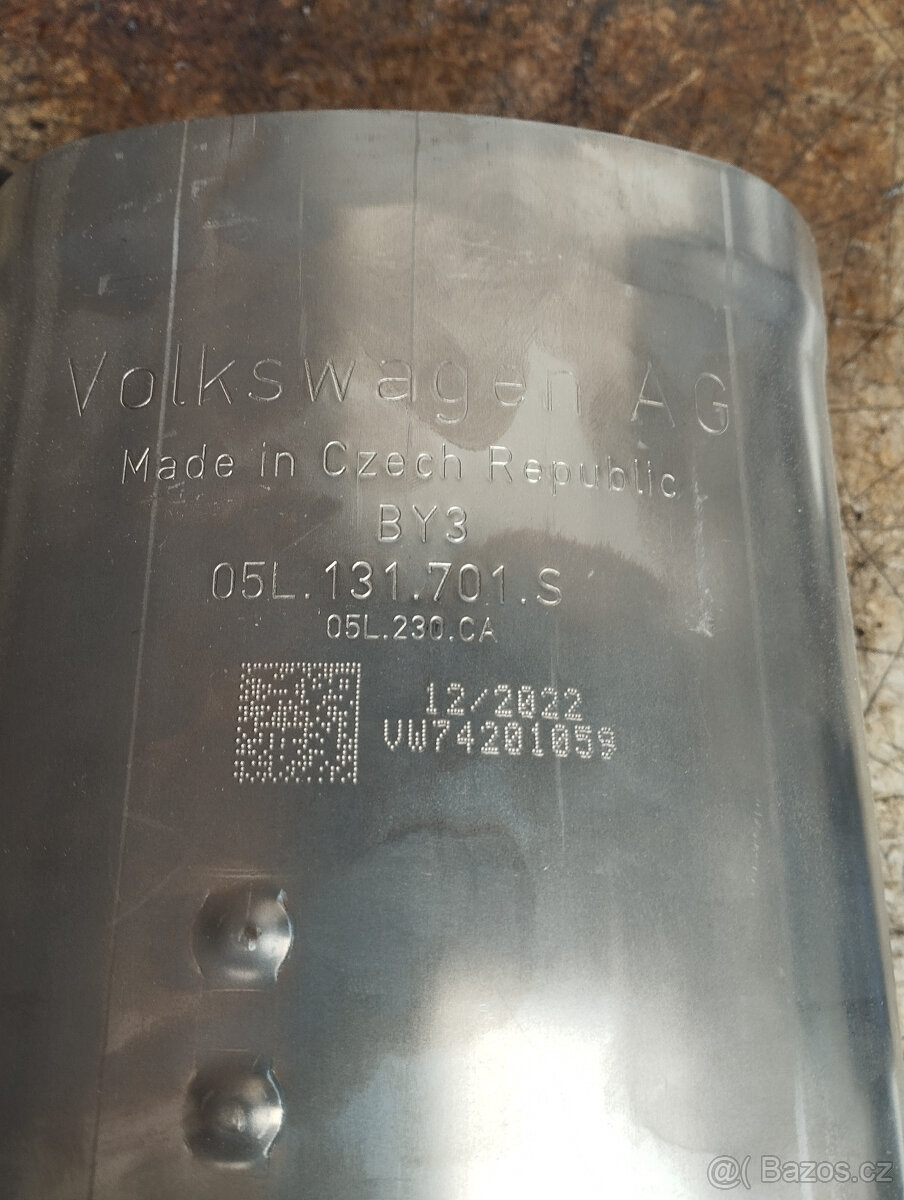 Volkswagen AG
Made in Czech Republic
BY3
05L.131.701.S
05L.230.CA
12/2022
VW74201059
@( Bazos.cz